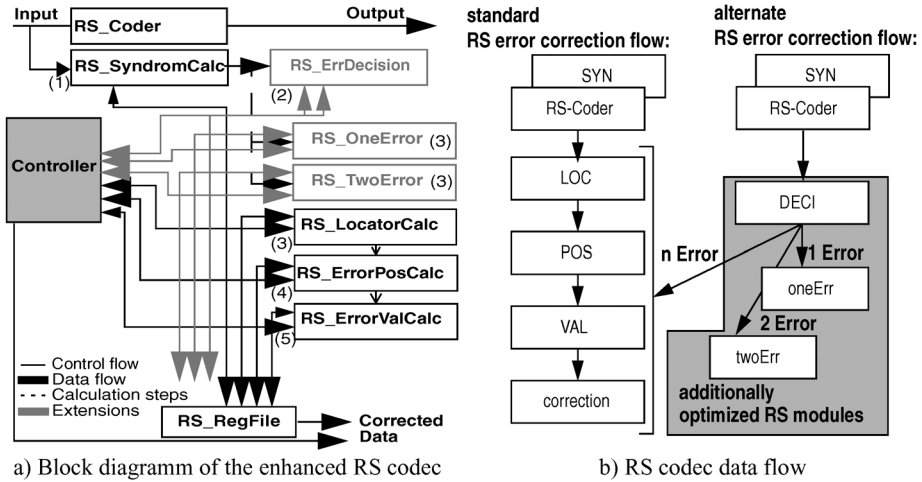 Input
Output
RS_Coder
RS_SyndromCalc
(1)
RS_ErrDecision
(2)
RS_OneError (3)
Controller
RS_TwoError (3)
RS_LocatorCalc
(3)
RS_ErrorPosCalc
(4)
RS_ErrorValCalc
(5)
Control flow
Data flow
Calculation steps
Extensions
RS_RegFile
Corrected
Data
a) Block diagramm of the enhanced RS codec
standard
RS error correction flow:
SYN
RS-Coder
LOC
POS
VAL
correction
alternate
RS error correction flow:
SYN
RS-Coder
DECI
n Error
1 Error
oneErr
2 Error
twoErr
additionally
optimized RS modules
b) RS codec data flow